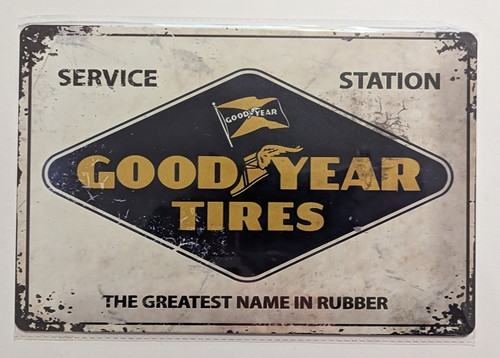 SERVICE STATION
GOOD YEAR
GOOD YEAR
TIRES
THE GREATEST NAME IN RUBBER